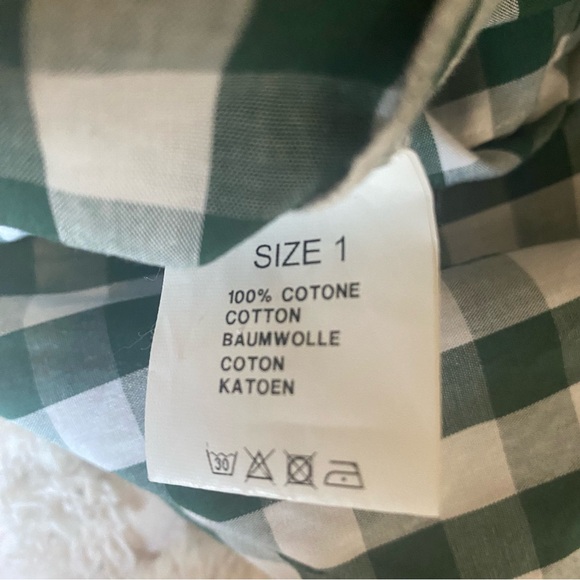 SIZE 1
100% COTONE
COTTON
BAUMWOLLE
COTON
KATOEN
30